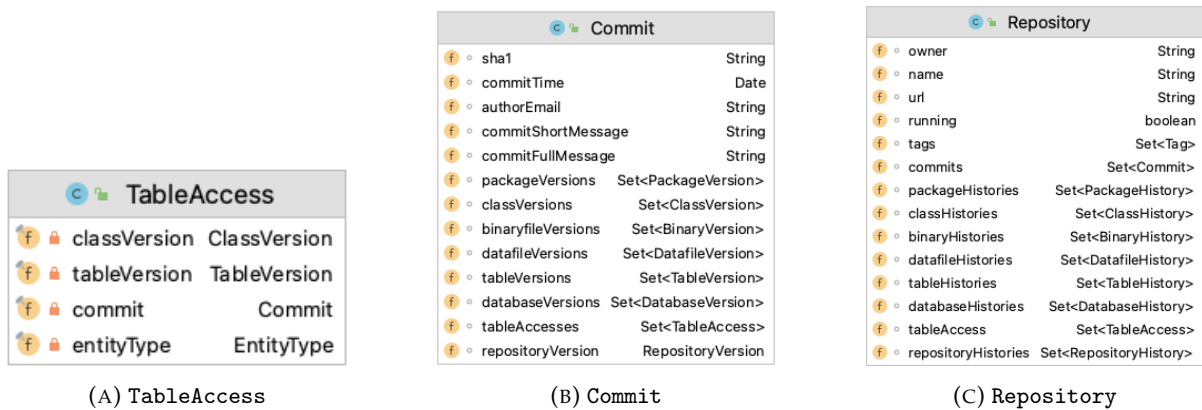 TableAccess
classVersion ClassVersion
tableVersion TableVersion
commit Commit
entityType EntityType
(A) TableAccess
Commit
sha1 String
commitTime Date
authorEmail String
commitShortMessage String
commitFullMessage String
packageVersions Set<PackageVersion>
classVersions Set<ClassVersion>
binaryfileVersions Set<BinaryVersion>
datafileVersions Set<DatafileVersion>
tableVersions Set<TableVersion>
databaseVersions Set<DatabaseVersion>
tableAccesses Set<TableAccess>
repositoryVersion RepositoryVersion
(B) Commit
Repository
owner String
name String
url String
running boolean
tags Set<Tag>
commits Set<Commit>
packageHistories Set<PackageHistory>
classHistories Set<ClassHistory>
binaryHistories Set<BinaryHistory>
datafileHistories Set<DatafileHistory>
tableHistories Set<TableHistory>
databaseHistories Set<DatabaseHistory>
tableAccess Set<TableAccess>
repositoryHistories Set<RepositoryHistory>
(C) Repository